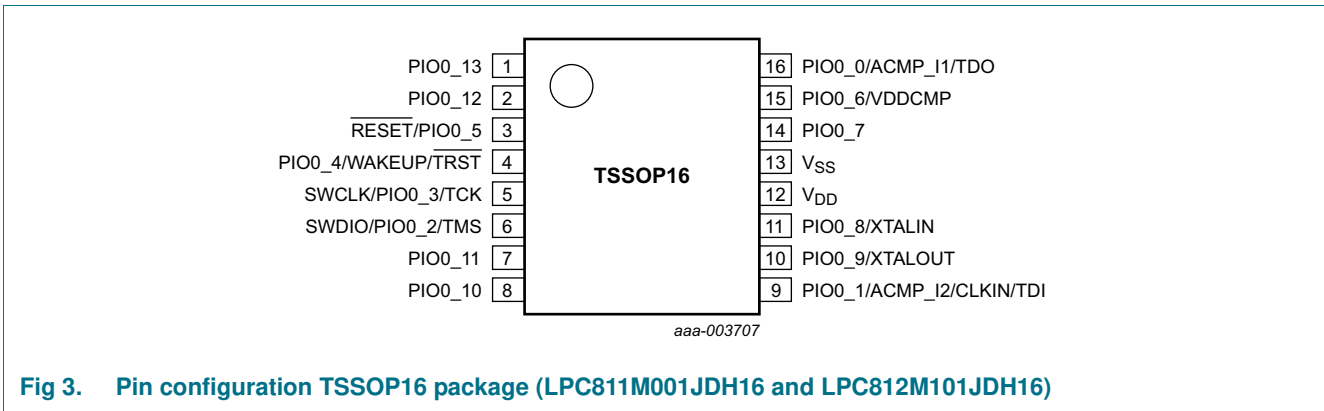 PIO0_13 1
PIO0_12 2
RESET/PIO0_5 3
PIO0_4/WAKEUP/TRST 4
SWCLK/PIO0_3/TCK 5
SWDIO/PIO0_2/TMS 6
PIO0_11 7
PIO0_10 8
TSSOP16
16 PIO0_0/ACMP_I1/TDO
15 PIO0_6/VDDCMP
14 PIO0_7
13 VSS
12 VDD
11 PIO0_8/XTALIN
10 PIO0_9/XTALOUT
9 PIO0_1/ACMP_I2/CLKIN/TDI
aaa-003707
Fig 3. Pin configuration TSSOP16 package (LPC811M001JDH16 and LPC812M101JDH16)